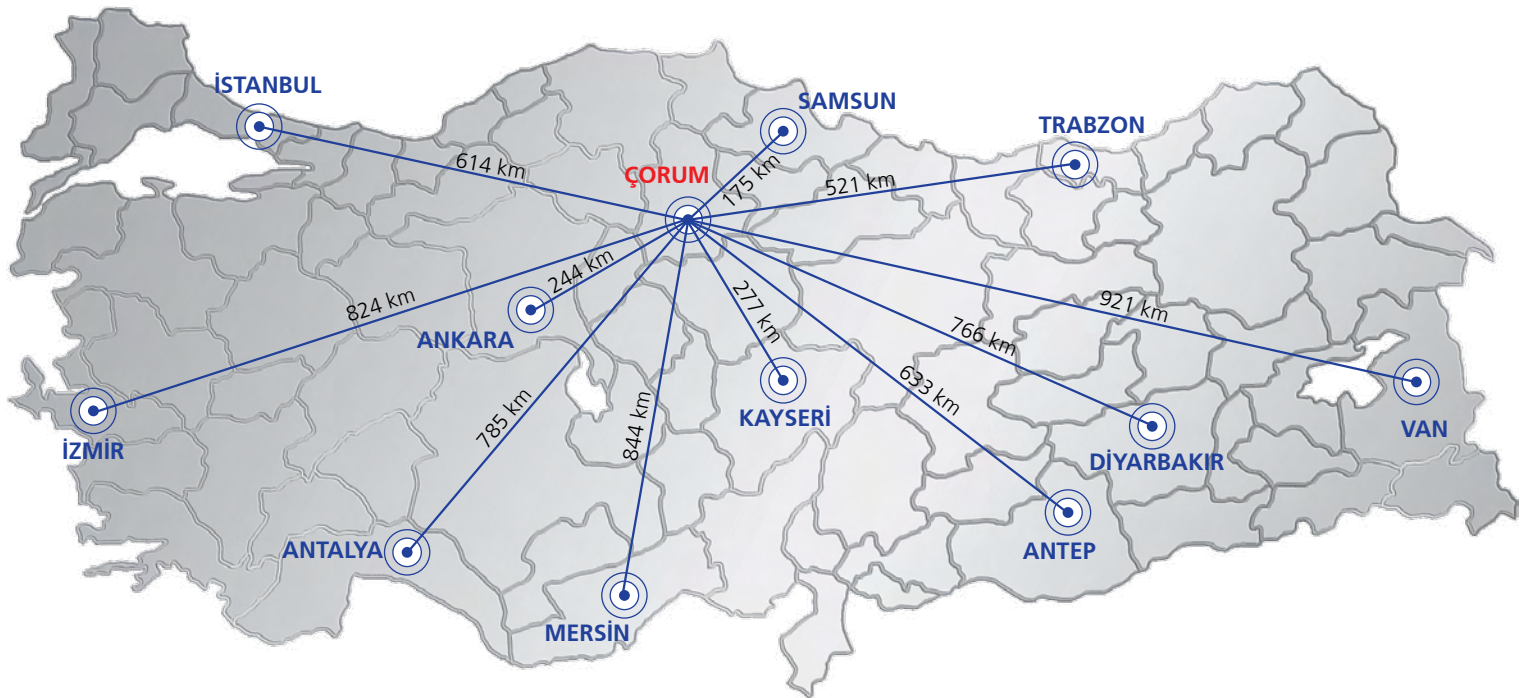 İSTANBUL
SAMSUN
TRABZON
614 km
ÇORUM
175 km
521 km
824 km
244 km
ANKARA
277 km
921 km
766 km
633 km
785 km
844 km
KAYSERİ
İZMİR
VAN
DİYARBAKIR
ANTALYA
ANTEP
MERSİN